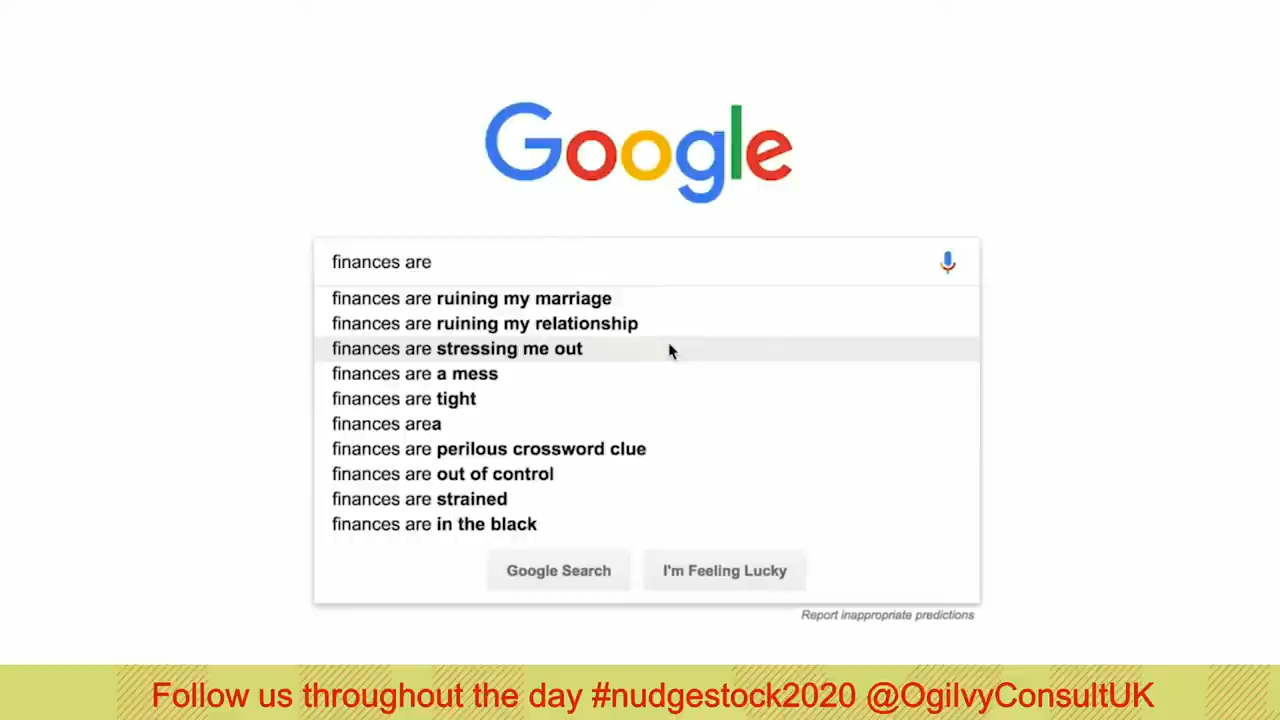 Google
finances are
finances are ruining my marriage
finances are ruining my relationship
finances are stressing me out
finances are a mess
finances are tight
finances area
finances are perilous crossword clue
finances are out of control
finances are strained
finances are in the black
Google Search I'm Feeling Lucky
Report inappropriate predictions
Follow us throughout the day #nudgestock2020 @OgilvyConsultUK